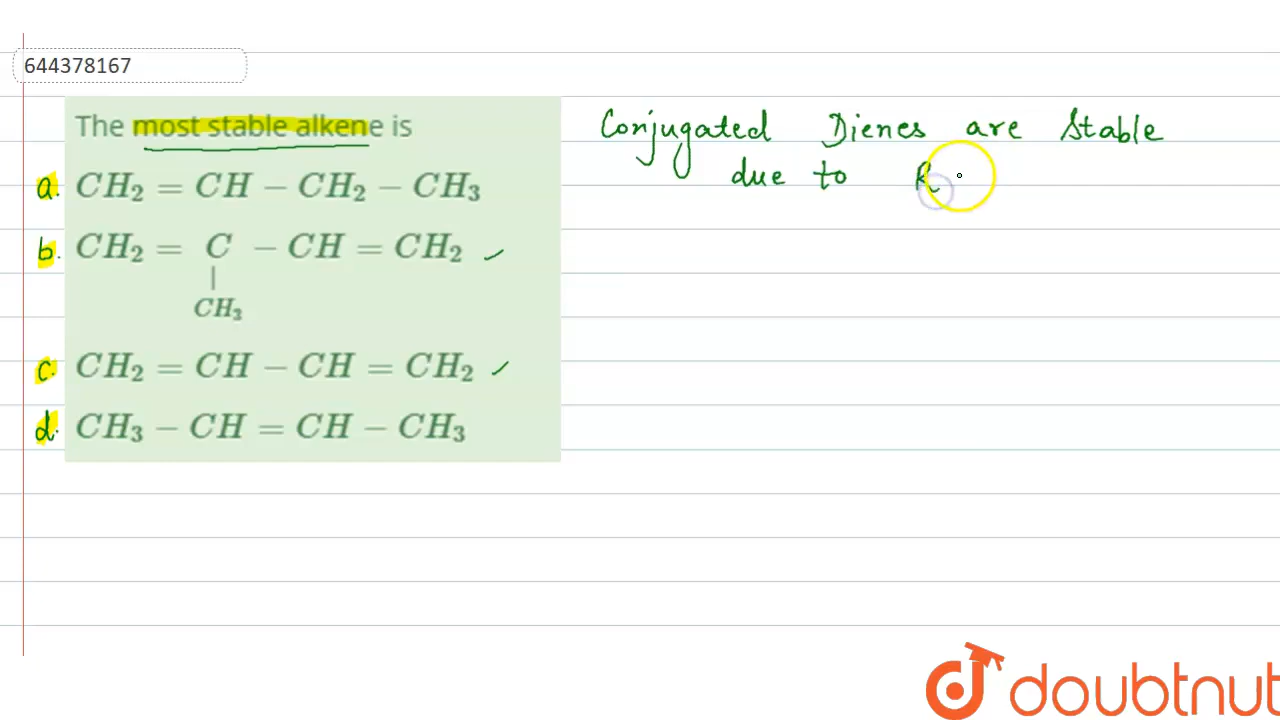 644378167
The most stable alkene is
a. CH2 = CH − CH2 − CH3
b. CH2 = C − CH = CH2 ✓
|
CH3
c. CH2 = CH − CH = CH2 ✓
d. CH3 − CH = CH − CH3
Conjugated Dienes are Stable
due to R
doubtnut